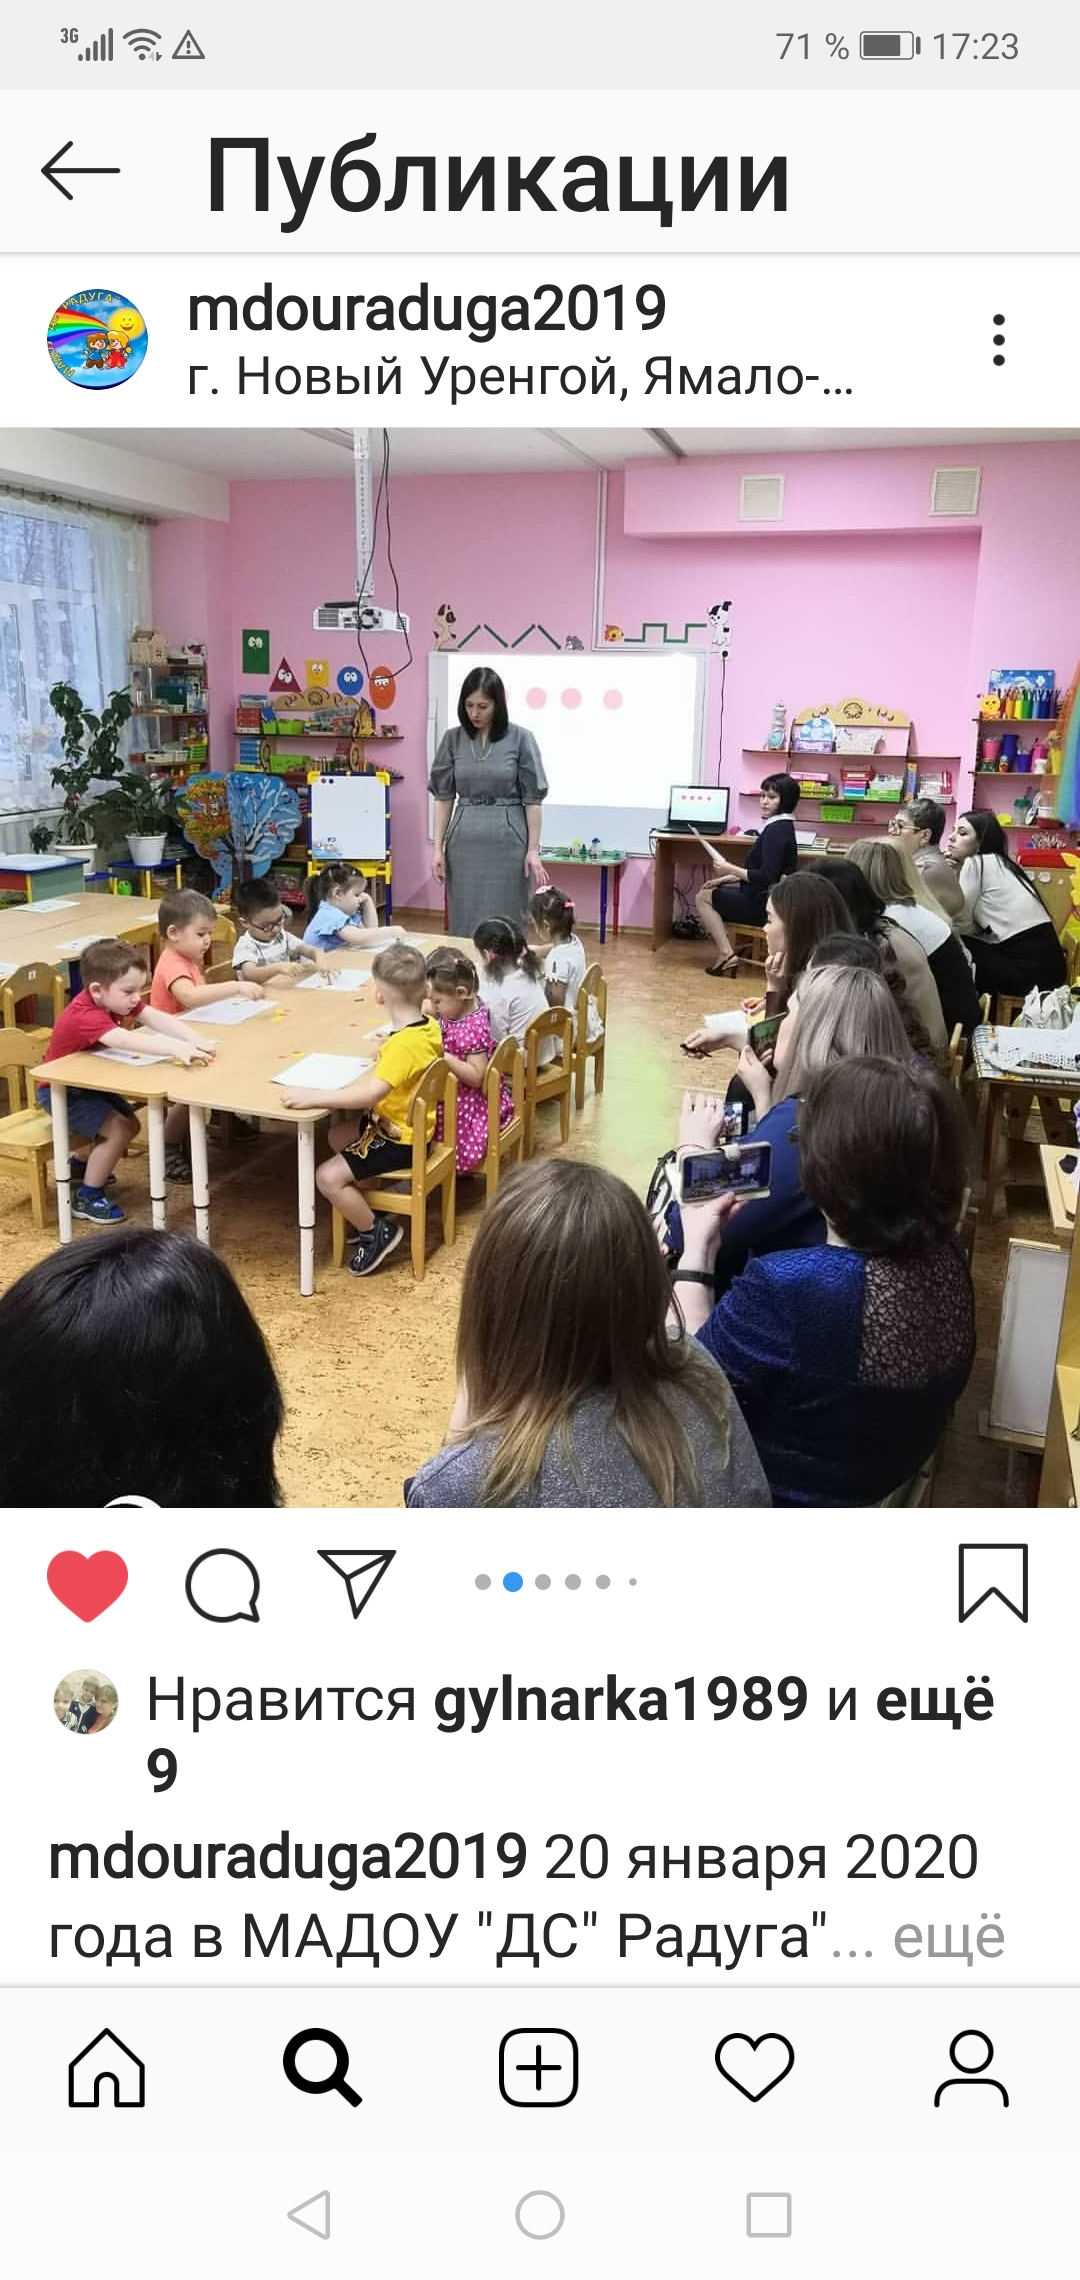 3G 71 % 17:23
Публикации
РАДУГА
mdouraduga2019
г. Новый Уренгой, Ямало-...
Нравится gylnarka1989 и ещё
9
mdouraduga2019 20 января 2020
года в МАДОУ "ДС" Радуга"... ещё